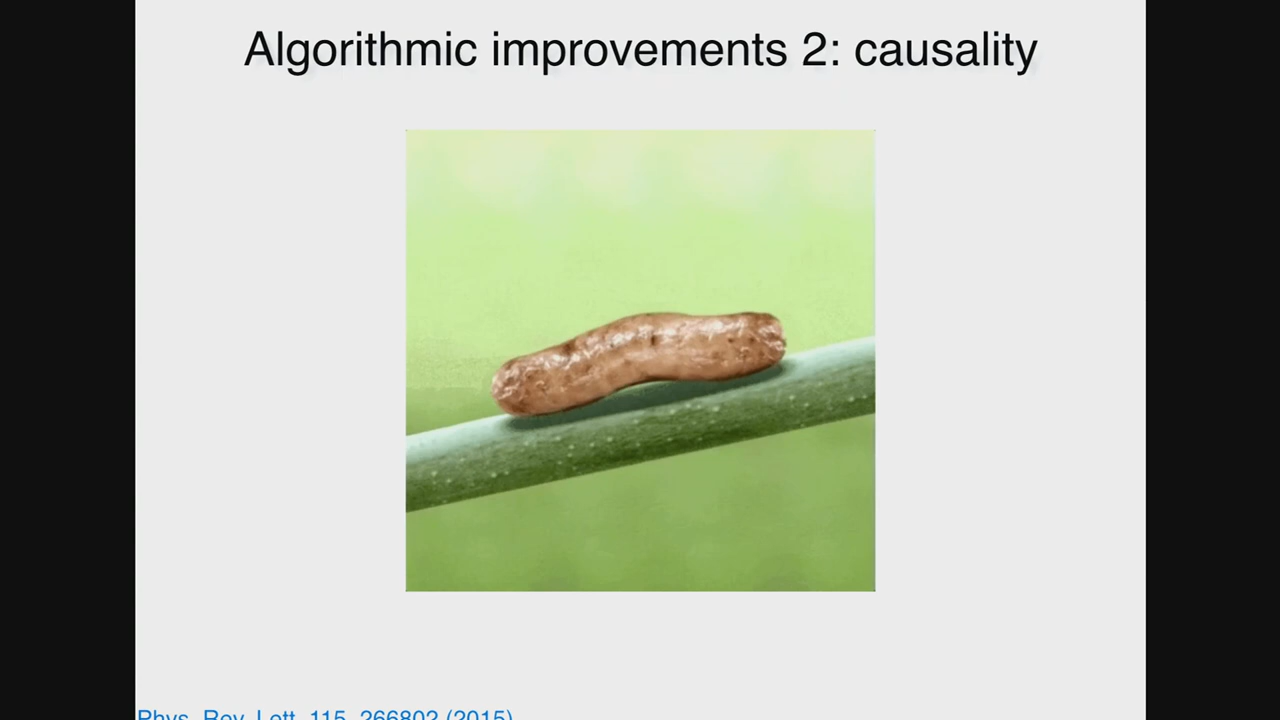 Algorithmic improvements 2: causality
Phys. Rev. Lett. 115, 266802 (2015)